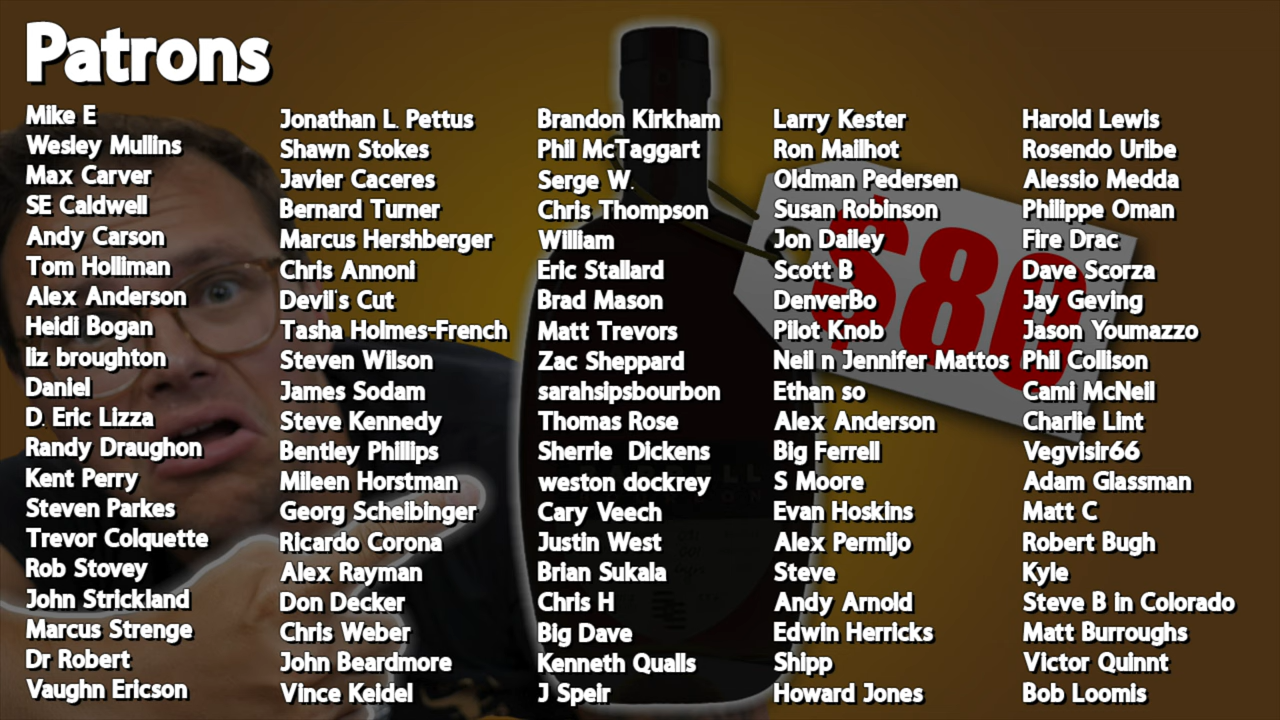 Patrons
Mike E
Wesley Mullins
Max Carver
SE Caldwell
Andy Carson
Tom Holliman
Alex Anderson
Heidi Bogan
liz broughton
Daniel
D. Eric Lizza
Randy Draughon
Kent Perry
Steven Parkes
Trevor Colquette
Rob Stovey
John Strickland
Marcus Strenge
Dr Robert
Vaughn Ericson
Jonathan L. Pettus
Shawn Stokes
Javier Caceres
Bernard Turner
Marcus Hershberger
Chris Annoni
Devil's Cut
Tasha Holmes-French
Steven Wilson
James Sodam
Steve Kennedy
Bentley Phillips
Mileen Horstman
Georg Scheibinger
Ricardo Corona
Alex Rayman
Don Decker
Chris Weber
John Beardmore
Vince Keidel
Brandon Kirkham
Phil McTaggart
Serge W.
Chris Thompson
William
Eric Stallard
Brad Mason
Matt Trevors
Zac Sheppard
sarahsipsbourbon
Thomas Rose
Sherrie Dickens
weston dockrey
Cary Veech
Justin West
Brian Sukala
Chris H
Big Dave
Kenneth Qualls
J Speir
Larry Kester
Ron Mailhot
Oldman Pedersen
Susan Robinson
Jon Dailey
Scott B
DenverBo
Pilot Knob
Neil n Jennifer Mattos
Ethan so
Alex Anderson
Big Ferrell
S Moore
Evan Hoskins
Alex Permijo
Steve
Andy Arnold
Edwin Herricks
Shipp
Howard Jones
Harold Lewis
Rosendo Uribe
Alessio Medda
Philippe Oman
Fire Drac
Dave Scorza
Jay Geving
Jason Youmazzo
Phil Collison
Cami McNeil
Charlie Lint
Vegvisir66
Adam Glassman
Matt C
Robert Bugh
Kyle
Steve B in Colorado
Matt Burroughs
Victor Quinnt
Bob Loomis
$80